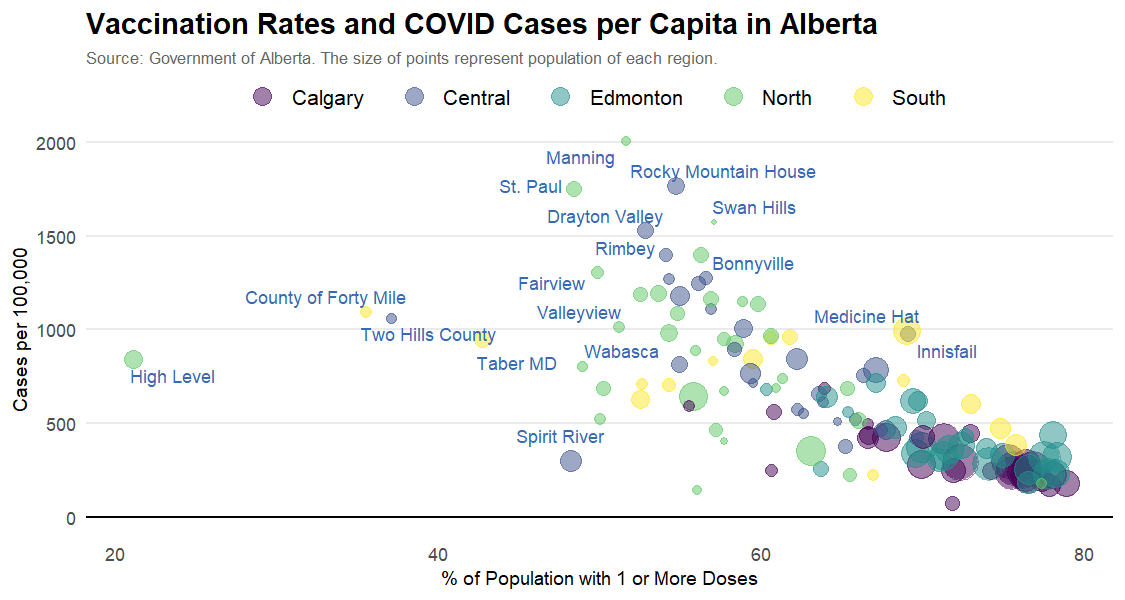 Vaccination Rates and COVID Cases per Capita in Alberta
Source: Government of Alberta. The size of points represent population of each region.
Calgary Central Edmonton North South
2000
Manning
Rocky Mountain House
St. Paul
Swan Hills
Drayton Valley
1500
Rimbey
Bonnyville
Fairview
County of Forty Mile
Valleyview
Medicine Hat
1000
Two Hills County
Wabasca
Innisfail
Taber MD
High Level
500
Spirit River
0
Cases per 100,000
20 40 60 80
% of Population with 1 or More Doses